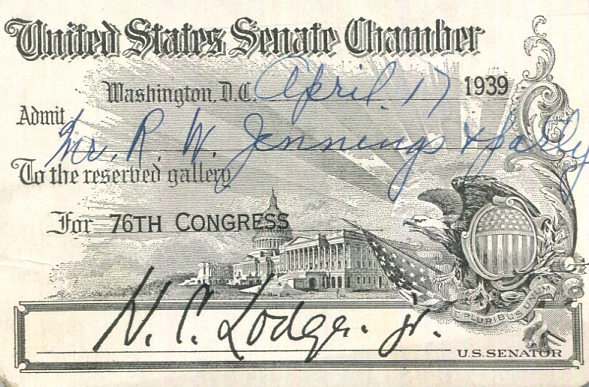 United States Senate Chamber
Washington, D.C. April 17 1939
Admit Mr. R. W. Jennings & party
To the reserved gallery
For 76TH CONGRESS
E PLURIBUS UNUM
H. C. Lodge. Jr.
U.S. SENATOR